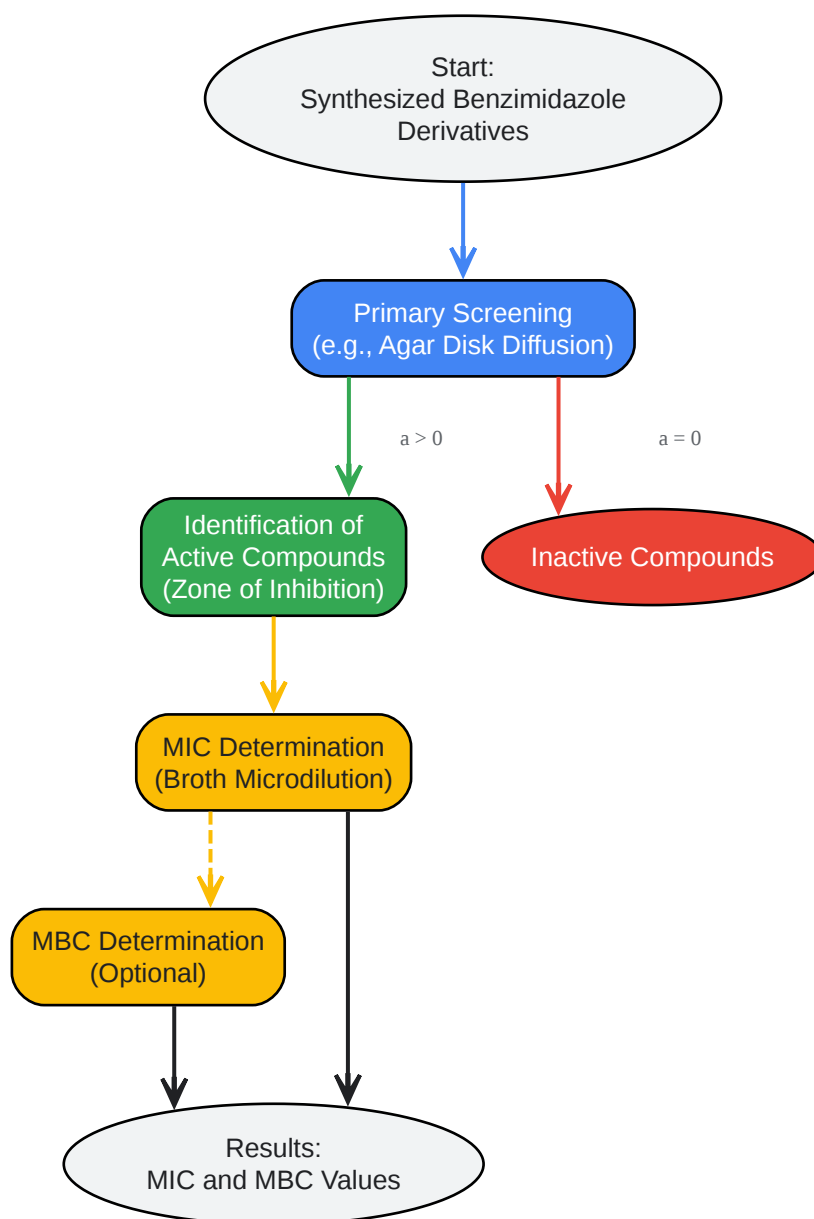 Start:
Synthesized Benzimidazole
Derivatives
Primary Screening
(e.g., Agar Disk Diffusion)
a > 0
a = 0
Identification of
Active Compounds
(Zone of Inhibition)
Inactive Compounds
MIC Determination
(Broth Microdilution)
MBC Determination
(Optional)
Results:
MIC and MBC Values